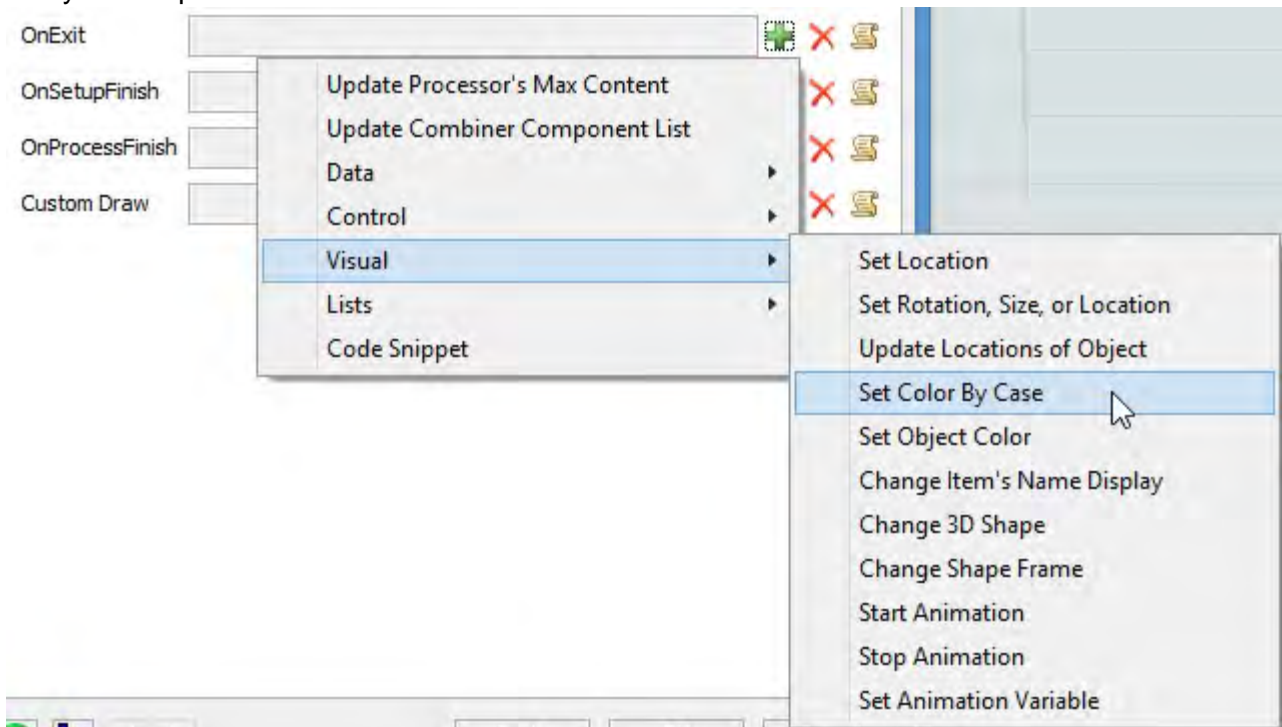 OnExit
OnSetupFinish
OnProcessFinish
Custom Draw
Update Processor's Max Content
Update Combiner Component List
Data
Control
Visual
Lists
Code Snippet
Set Location
Set Rotation, Size, or Location
Update Locations of Object
Set Color By Case
Set Object Color
Change Item's Name Display
Change 3D Shape
Change Shape Frame
Start Animation
Stop Animation
Set Animation Variable